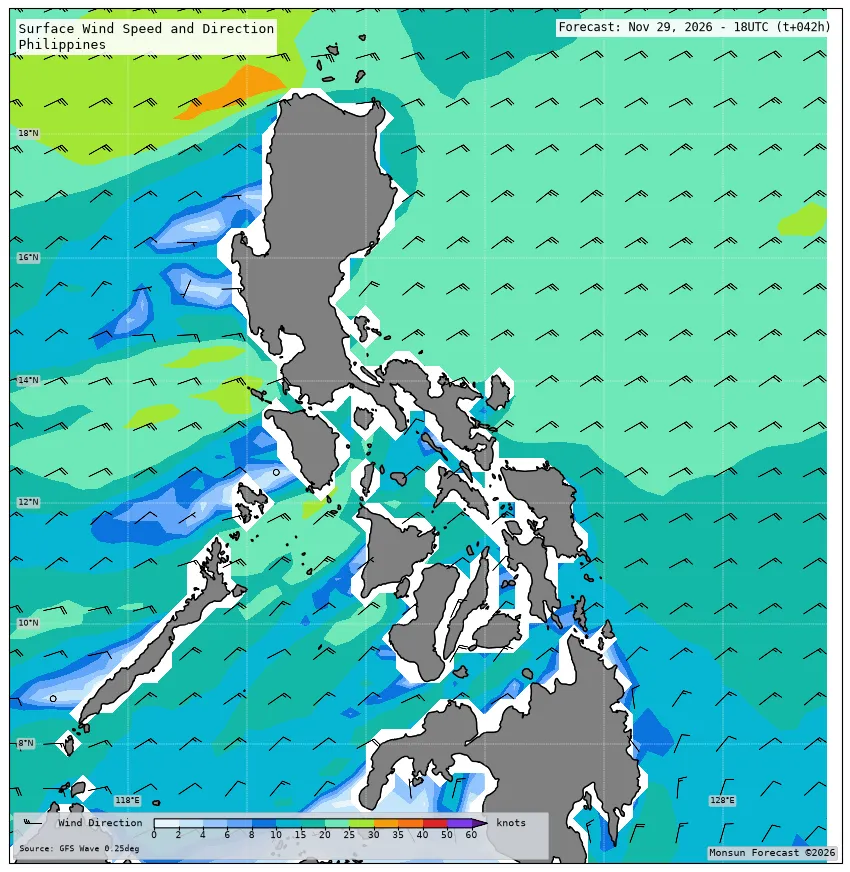 Surface Wind Speed and Direction
Philippines
Forecast: Nov 29, 2026 - 18UTC (t+042h)
18°N
16°N
14°N
12°N
10°N
8°N
118°E
128°E
Wind Direction
0 2 4 6 8 10 15 20 25 30 35 40 50 60 knots
Source: GFS Wave 0.25deg
Monsun Forecast ©2026